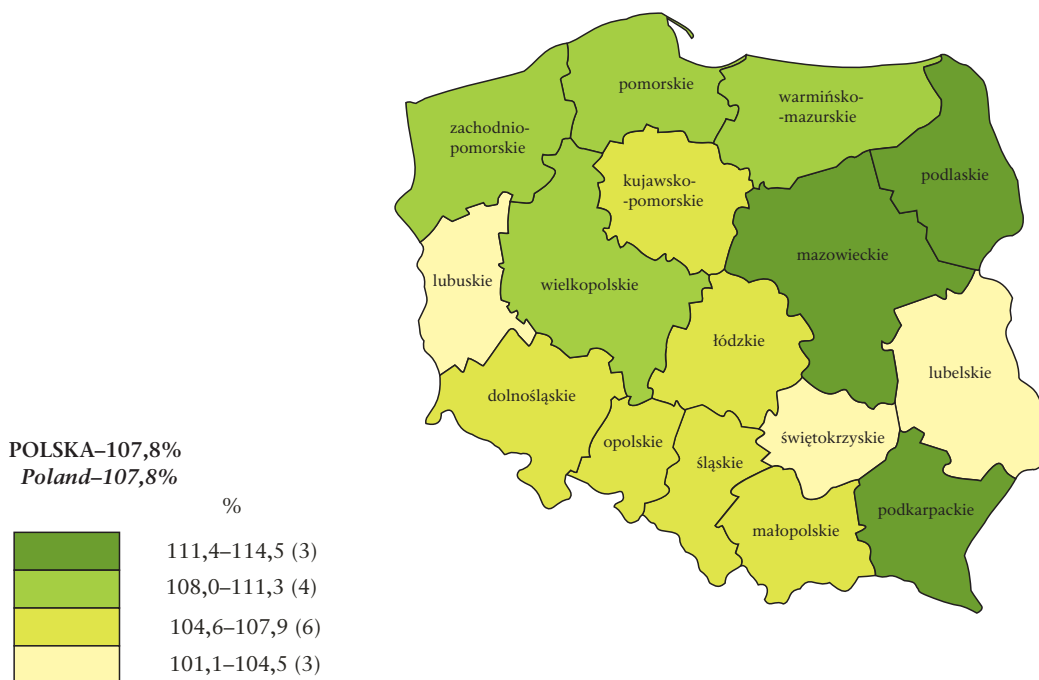 pomorskie
warmińsko-
-mazurskie
zachodnio-
pomorskie
podlaskie
kujawsko-
-pomorskie
mazowieckie
lubuskie
wielkopolskie
łódzkie
lubelskie
dolnośląskie
opolskie
świętokrzyskie
śląskie
podkarpackie
małopolskie
POLSKA–107,8%
Poland–107,8%
%
111,4–114,5 (3)
108,0–111,3 (4)
104,6–107,9 (6)
101,1–104,5 (3)